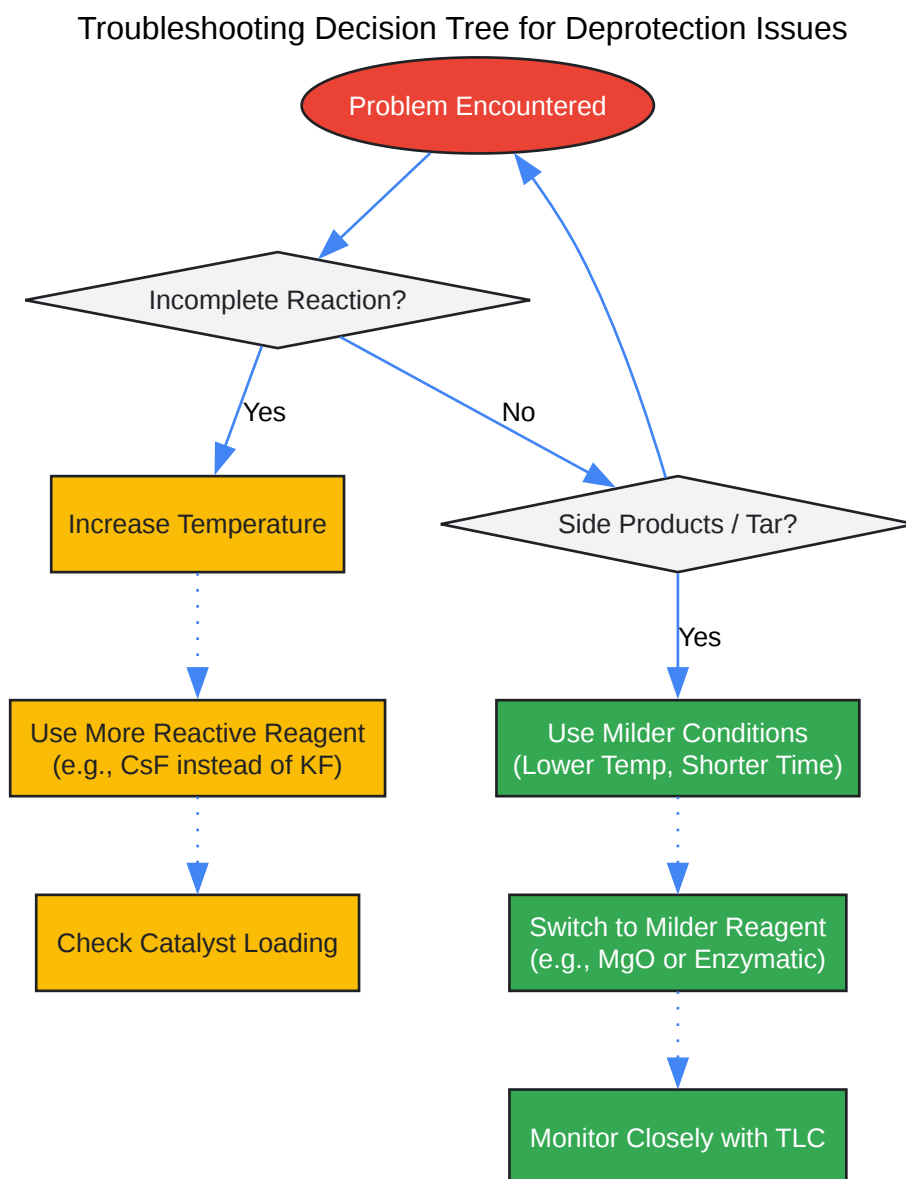 Troubleshooting Decision Tree for Deprotection Issues
Problem Encountered
Incomplete Reaction?
Yes
No
Increase Temperature
Side Products / Tar?
Yes
Use More Reactive Reagent
(e.g., CsF instead of KF)
Use Milder Conditions
(Lower Temp, Shorter Time)
Check Catalyst Loading
Switch to Milder Reagent
(e.g., MgO or Enzymatic)
Monitor Closely with TLC